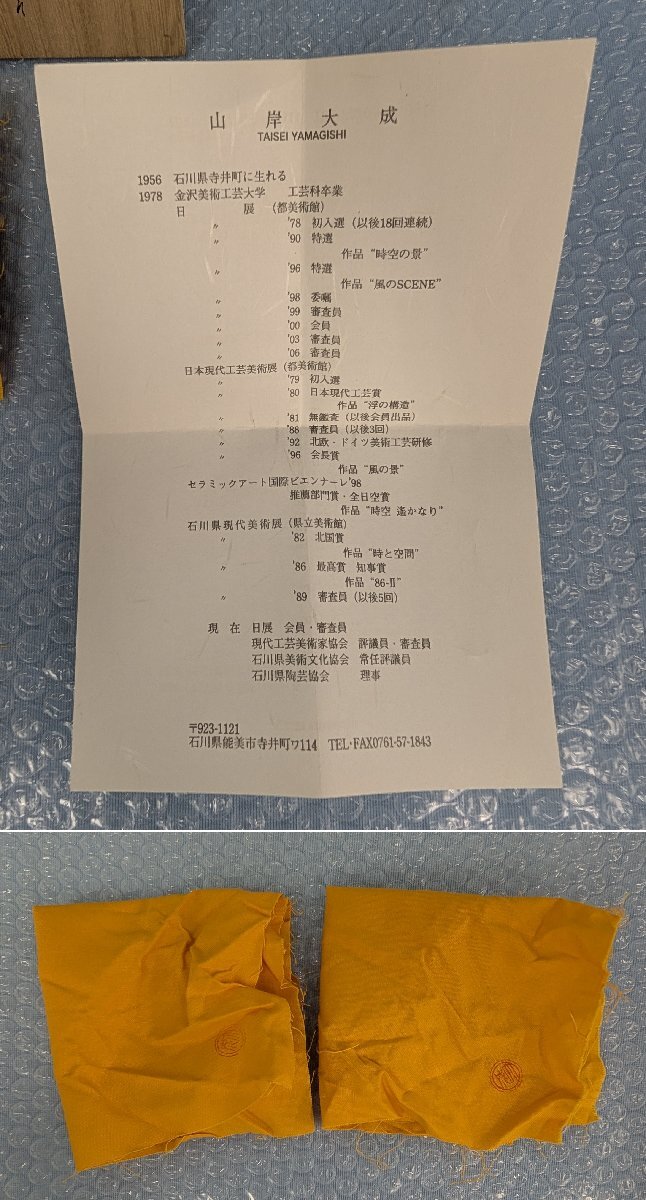 山岸大成
TAISEI YAMAGISHI
1956 石川県寺井町に生れる
1978 金沢美術工芸大学 工芸科卒業
日展（都美術館）
〃 '78 初入選（以後18回連続）
〃 '90 特選
作品“時空の景”
〃 '96 特選
作品“風のSCENE”
〃 '98 委嘱
〃 '99 審査員
〃 '00 会員
〃 '03 審査員
〃 '06 審査員
日本現代工芸美術展（都美術館）
〃 '79 初入選
〃 '80 日本現代工芸賞
作品“浮の構造”
〃 '81 無鑑査（以後会員出品）
〃 '88 審査員（以後3回）
〃 '92 北欧・ドイツ美術工芸研修
〃 '96 会長賞
作品“風の景”
セラミックアート国際ビエンナーレ'98
推薦部門賞・全日空賞
作品“時空 遙かなり”
石川県現代美術展（県立美術館）
〃 '82 北国賞
作品“時と空間”
〃 '86 最高賞 知事賞
作品“86-Ⅱ”
〃 '89 審査員（以後5回）
現在 日展 会員・審査員
現代工芸美術家協会 評議員・審査員
石川県美術文化協会 常任評議員
石川県陶芸協会 理事
〒923-1121
石川県能美市寺井町ワ114 TEL・FAX0761-57-1843